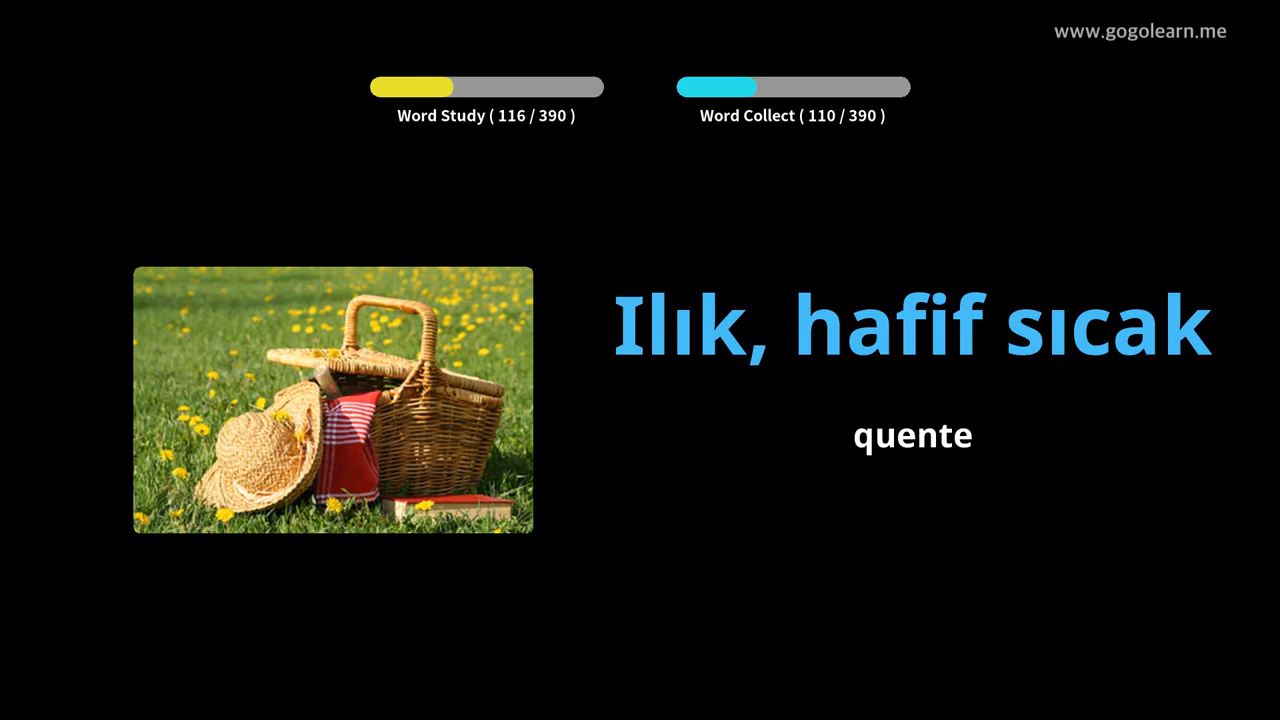 www.gogolearn.me
Word Study ( 116 / 390 )
Word Collect ( 110 / 390 )
Ilık, hafif sıcak
quente